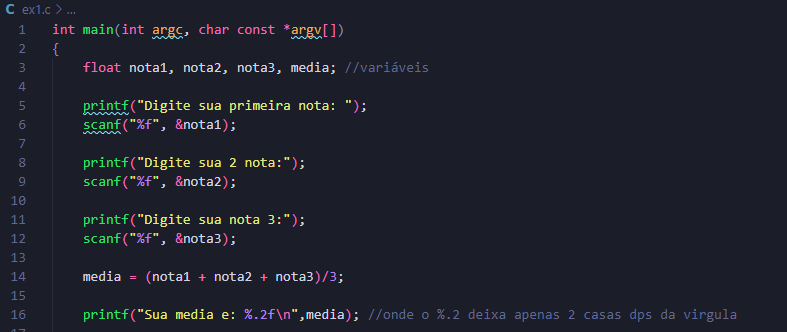 C ex1.c > ...
1 int main(int argc, char const *argv[])
2 {
3 float nota1, nota2, nota3, media; //variáveis
4
5 printf("Digite sua primeira nota: ");
6 scanf("%f", &nota1);
7
8 printf("Digite sua 2 nota:");
9 scanf("%f", &nota2);
10
11 printf("Digite sua nota 3:");
12 scanf("%f", &nota3);
13
14 media = (nota1 + nota2 + nota3)/3;
15
16 printf("Sua media e: %.2f\n",media); //onde o %.2 deixa apenas 2 casas dps da virgula
17